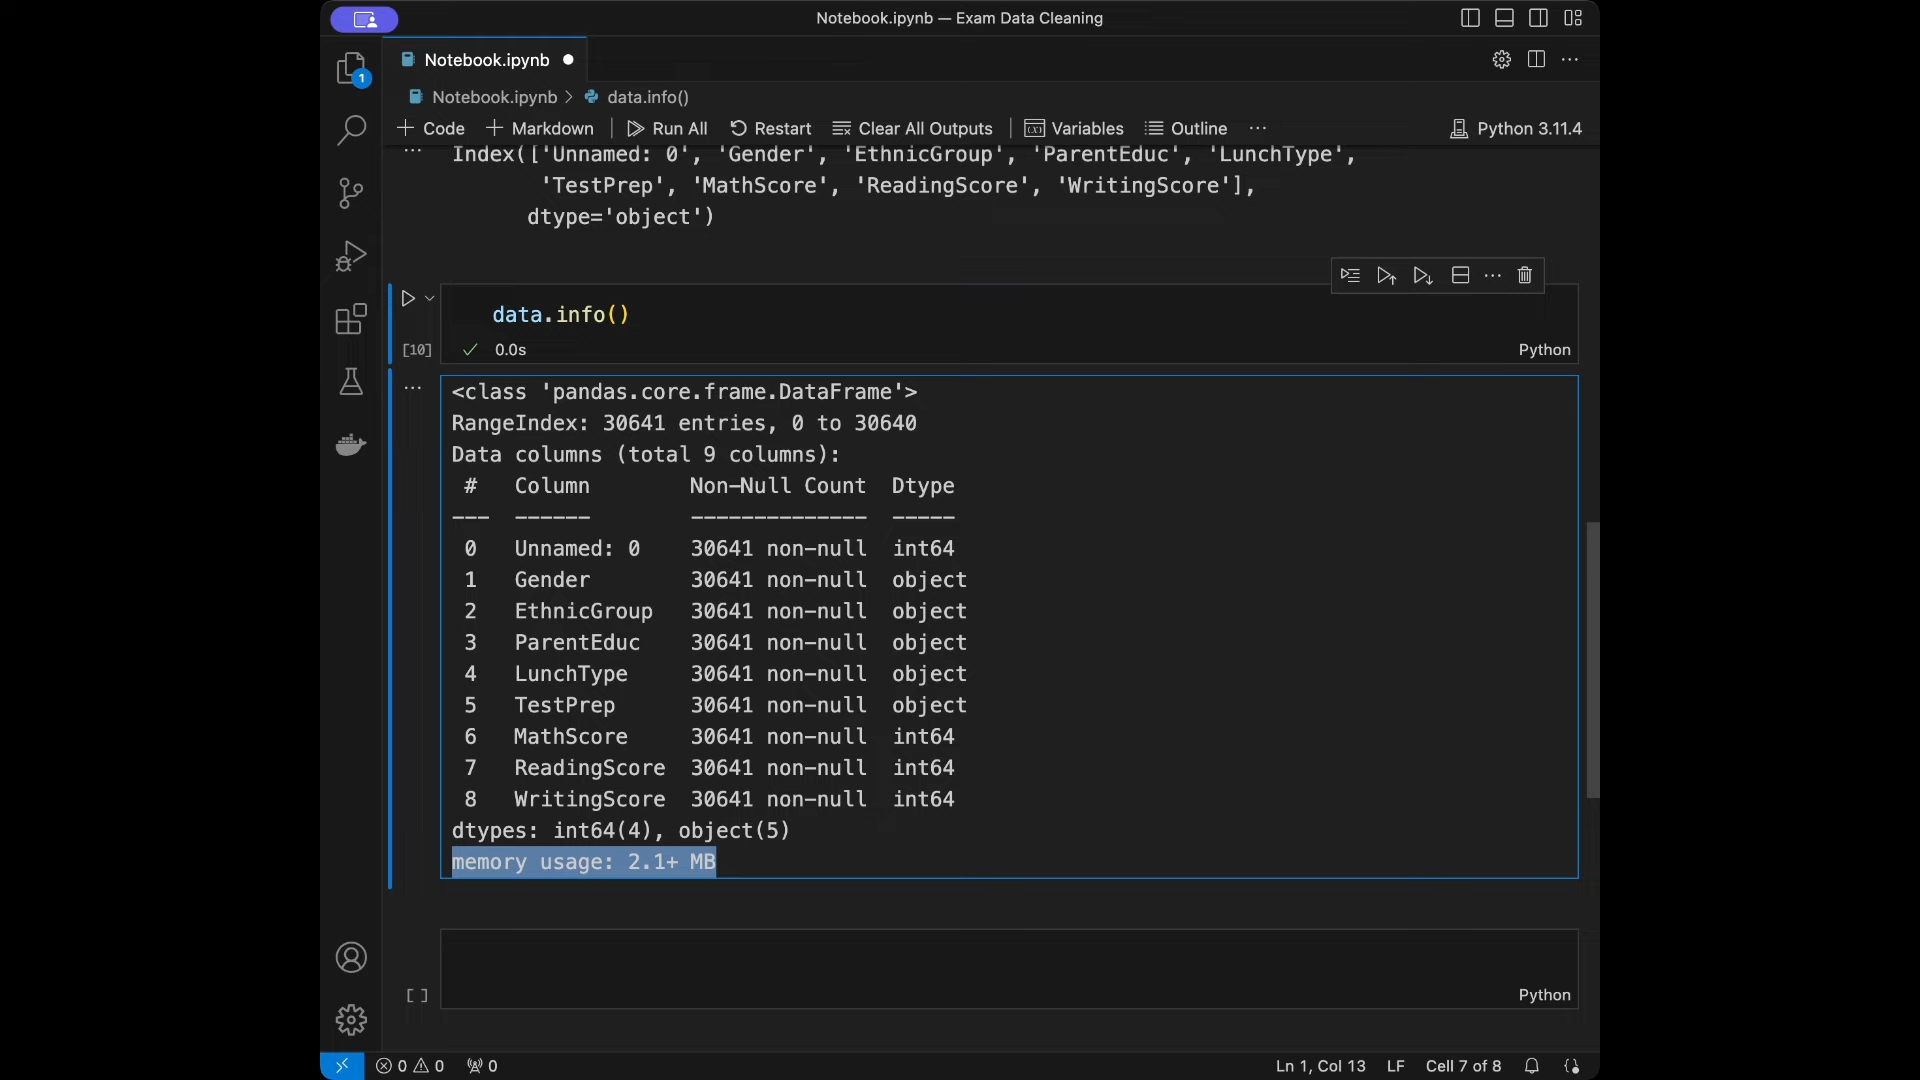 Notebook.ipynb — Exam Data Cleaning
1
Notebook.ipynb
Notebook.ipynb > data.info()
Code Markdown Run All Restart Clear All Outputs Variables Outline ... Python 3.11.4
... Index(['Unnamed: 0', 'Gender', 'EthnicGroup', 'ParentEduc', 'LunchType',
'TestPrep', 'MathScore', 'ReadingScore', 'WritingScore'],
dtype='object')
data.info()
[10] 0.0s Python
... <class 'pandas.core.frame.DataFrame'>
RangeIndex: 30641 entries, 0 to 30640
Data columns (total 9 columns):
# Column Non-Null Count Dtype
--- ------ -------------- -----
0 Unnamed: 0 30641 non-null int64
1 Gender 30641 non-null object
2 EthnicGroup 30641 non-null object
3 ParentEduc 30641 non-null object
4 LunchType 30641 non-null object
5 TestPrep 30641 non-null object
6 MathScore 30641 non-null int64
7 ReadingScore 30641 non-null int64
8 WritingScore 30641 non-null int64
dtypes: int64(4), object(5)
memory usage: 2.1+ MB
[ ] Python
0 0 0 Ln 1, Col 13 LF Cell 7 of 8